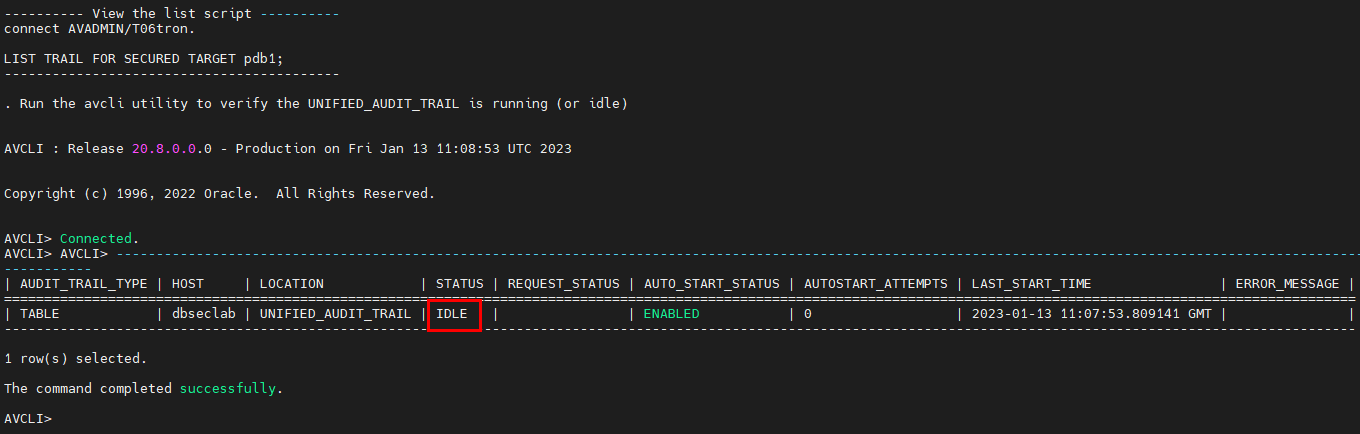 ---------- View the list script ----------
connect AVADMIN/T06tron.
LIST TRAIL FOR SECURED TARGET pdb1;
------------------------------------------
. Run the avcli utility to verify the UNIFIED_AUDIT_TRAIL is running (or idle)
AVCLI : Release 20.8.0.0.0 - Production on Fri Jan 13 11:08:53 UTC 2023
Copyright (c) 1996, 2022 Oracle.  All Rights Reserved.
AVCLI> Connected.
AVCLI> AVCLI> -----------------------------------------------------------------------------------------------------------------------------------------------------------
-----------
| AUDIT_TRAIL_TYPE | HOST     | LOCATION            | STATUS | REQUEST_STATUS | AUTO_START_STATUS | AUTOSTART_ATTEMPTS | LAST_START_TIME                | ERROR_MESSAGE |
=========================================================================================================================================================================
| TABLE            | dbseclab | UNIFIED_AUDIT_TRAIL | IDLE   |                | ENABLED           | 0                  | 2023-01-13 11:07:53.809141 GMT |               |
-------------------------------------------------------------------------------------------------------------------------------------------------------------------------
1 row(s) selected.
The command completed successfully.
AVCLI>